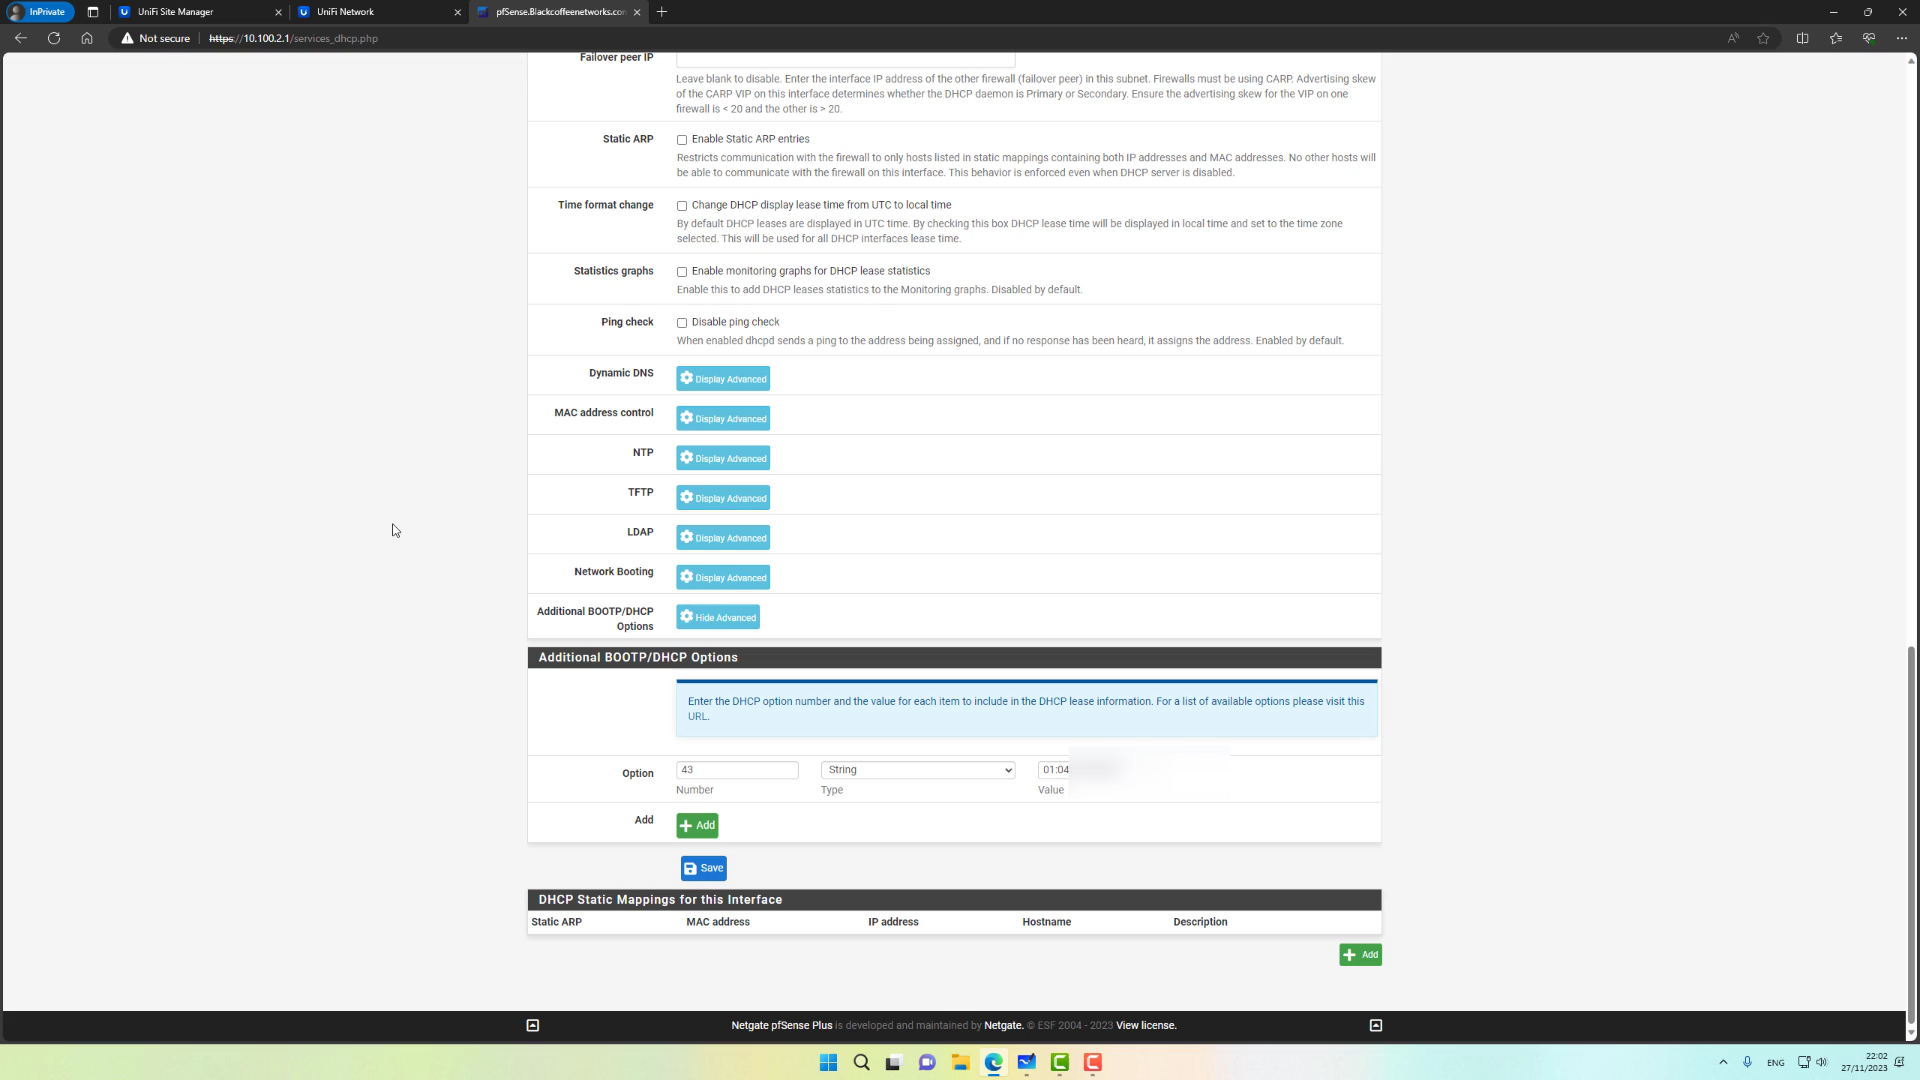 InPrivate
UniFi Site Manager
UniFi Network
pfSense.Blackcoffeenetworks.con
Not secure
https://10.100.2.1/services_dhcp.php
Failover peer IP
Leave blank to disable. Enter the interface IP address of the other firewall (failover peer) in this subnet. Firewalls must be using CARP. Advertising skew
of the CARP VIP on this interface determines whether the DHCP daemon is Primary or Secondary. Ensure the advertising skew for the VIP on one
firewall is < 20 and the other is > 20.
Static ARP
Enable Static ARP entries
Restricts communication with the firewall to only hosts listed in static mappings containing both IP addresses and MAC addresses. No other hosts will
be able to communicate with the firewall on this interface. This behavior is enforced even when DHCP server is disabled.
Time format change
Change DHCP display lease time from UTC to local time
By default DHCP leases are displayed in UTC time. By checking this box DHCP lease time will be displayed in local time and set to the time zone
selected. This will be used for all DHCP interfaces lease time.
Statistics graphs
Enable monitoring graphs for DHCP lease statistics
Enable this to add DHCP leases statistics to the Monitoring graphs. Disabled by default.
Ping check
Disable ping check
When enabled dhcpd sends a ping to the address being assigned, and if no response has been heard, it assigns the address. Enabled by default.
Dynamic DNS
Display Advanced
MAC address control
Display Advanced
NTP
Display Advanced
TFTP
Display Advanced
LDAP
Display Advanced
Network Booting
Display Advanced
Additional BOOTP/DHCP
Options
Hide Advanced
Additional BOOTP/DHCP Options
Enter the DHCP option number and the value for each item to include in the DHCP lease information. For a list of available options please visit this
URL.
Option
43
String
01:04
Number
Type
Value
Add
Add
Save
DHCP Static Mappings for this Interface
Static ARP
MAC address
IP address
Hostname
Description
Add
Netgate pfSense Plus is developed and maintained by Netgate. © ESF 2004 - 2023 View license.
ENG
22:02
27/11/2023